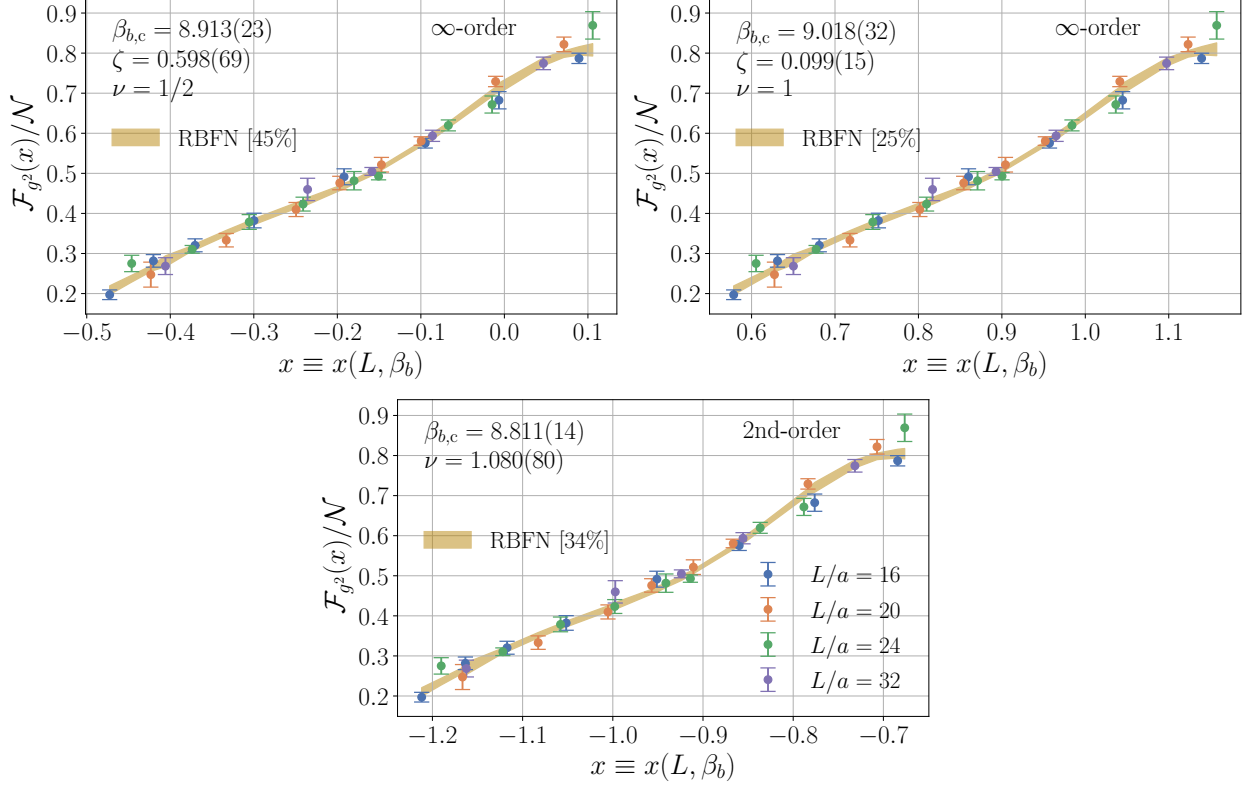 β_{b,c} = 8.913(23)
ζ = 0.598(69)
ν = 1/2
∞-order
RBFN [45%]
F_{g²}(x)/N
0.9
0.8
0.7
0.6
0.5
0.4
0.3
0.2
−0.5 −0.4 −0.3 −0.2 −0.1 0.0 0.1
x ≡ x(L, β_b)
β_{b,c} = 9.018(32)
ζ = 0.099(15)
ν = 1
∞-order
RBFN [25%]
F_{g²}(x)/N
0.9
0.8
0.7
0.6
0.5
0.4
0.3
0.2
0.6 0.7 0.8 0.9 1.0 1.1
x ≡ x(L, β_b)
β_{b,c} = 8.811(14)
ν = 1.080(80)
2nd-order
RBFN [34%]
F_{g²}(x)/N
0.9
0.8
0.7
0.6
0.5
0.4
0.3
0.2
L/a = 16
L/a = 20
L/a = 24
L/a = 32
−1.2 −1.1 −1.0 −0.9 −0.8 −0.7
x ≡ x(L, β_b)